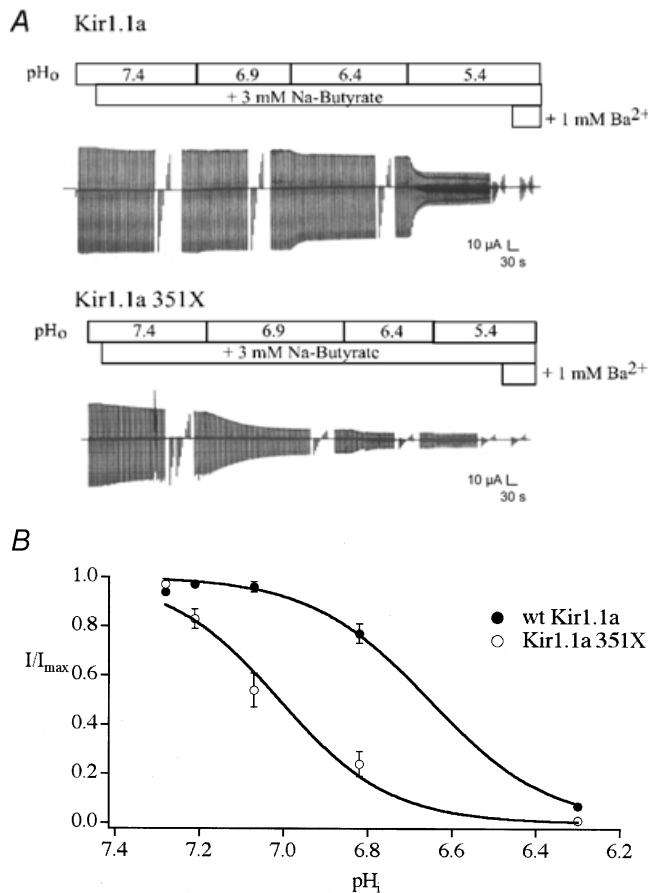 A
Kir1.1a
pHo 7.4 6.9 6.4 5.4
+ 3 mM Na-Butyrate
+ 1 mM Ba2+
10 µA
30 s
Kir1.1a 351X
pHo 7.4 6.9 6.4 5.4
+ 3 mM Na-Butyrate
+ 1 mM Ba2+
10 µA
30 s
B
1.0
0.8
0.6
0.4
0.2
0.0
I/Imax
wt Kir1.1a
Kir1.1a 351X
7.4 7.2 7.0 6.8 6.6 6.4 6.2
pHi